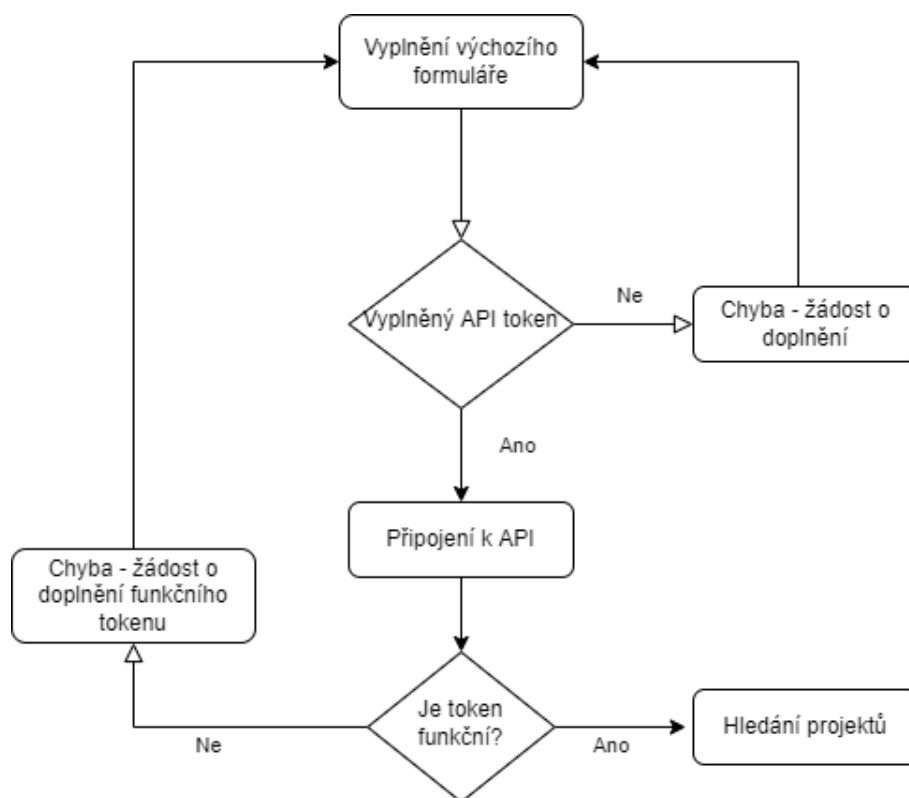 Vyplnění výchozího
formuláře
Ne
Vyplněný API token
Chyba - žádost o
doplnění
Ano
Připojení k API
Chyba - žádost o
doplnění funkčního
tokenu
Je token
funkční?
Hledání projektů
Ne
Ano